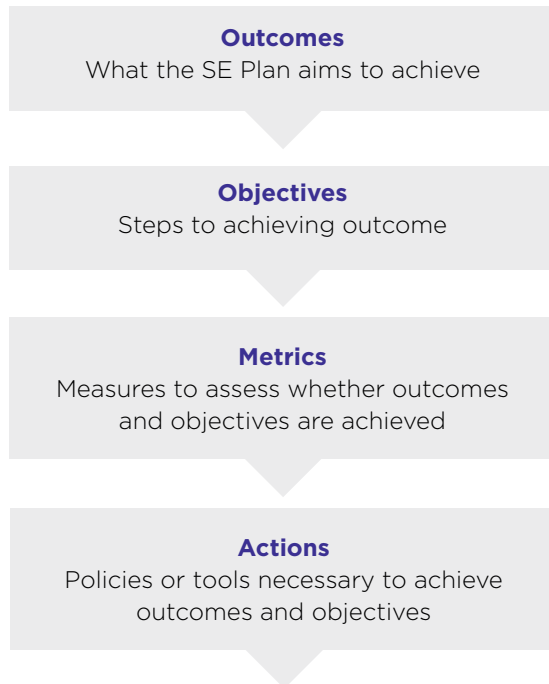 Outcomes
What the SE Plan aims to achieve
Objectives
Steps to achieving outcome
Metrics
Measures to assess whether outcomes
and objectives are achieved
Actions
Policies or tools necessary to achieve
outcomes and objectives